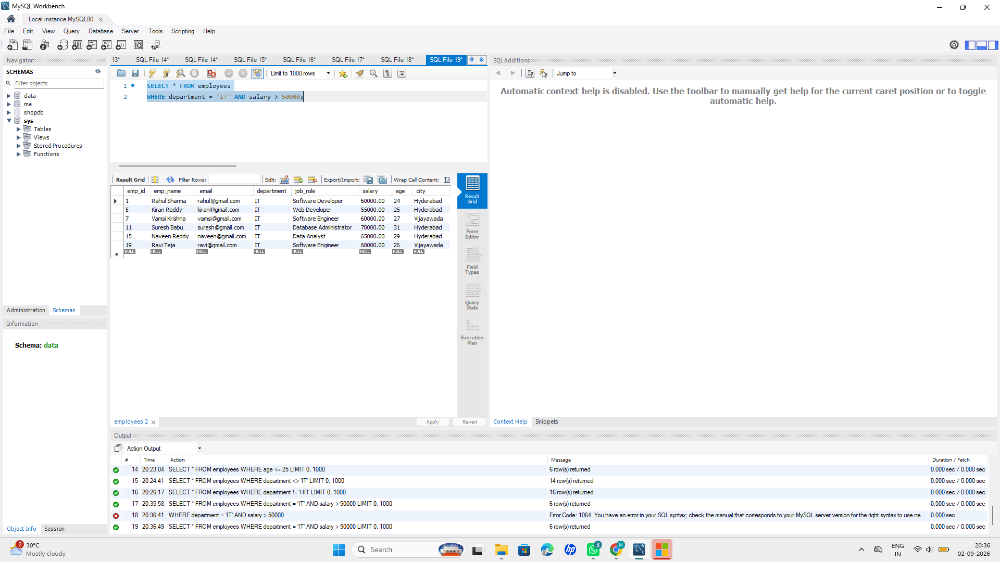 MySQL Workbench
Local instance MySQL80
File Edit View Query Database Server Tools Scripting Help
Navigator
SCHEMAS
Filter objects
data
me
shopdb
sys
Tables
Views
Stored Procedures
Functions
Administration Schemas
Information
Schema: data
Object Info Session
13* SQL File 14* SQL File 14* SQL File 15* SQL File 16* SQL File 17* SQL File 18* SQL File 19*
Limit to 1000 rows
1 SELECT * FROM employees
2 WHERE department = 'IT' AND salary > 50000;
Result Grid Filter Rows: Edit: Export/Import: Wrap Cell Content:
emp_id emp_name email department job_role salary age city
1 Rahul Sharma rahul@gmail.com IT Software Developer 60000.00 24 Hyderabad
5 Kiran Reddy kiran@gmail.com IT Web Developer 55000.00 25 Hyderabad
7 Vamsi Krishna vamsi@gmail.com IT Software Engineer 60000.00 27 Vijayawada
11 Suresh Babu suresh@gmail.com IT Database Administrator 70000.00 31 Hyderabad
15 Naveen Reddy naveen@gmail.com IT Data Analyst 65000.00 29 Hyderabad
19 Ravi Teja ravi@gmail.com IT Software Engineer 60000.00 26 Vijayawada
NULL NULL NULL NULL NULL NULL NULL NULL
Result
Grid
Form
Editor
Field
Types
Query
Stats
Execution
Plan
employees 2 Apply Revert
SQLAdditions
Jump to
Automatic context help is disabled. Use the toolbar to manually get help for the current caret position or to toggle
automatic help.
Context Help Snippets
Output
Action Output
# Time Action Message Duration / Fetch
14 20:23:04 SELECT * FROM employees WHERE age <= 25 LIMIT 0, 1000 6 row(s) returned 0.000 sec / 0.000 sec
15 20:24:41 SELECT * FROM employees WHERE department <> 'IT' LIMIT 0, 1000 14 row(s) returned 0.000 sec / 0.000 sec
16 20:26:17 SELECT * FROM employees WHERE department != 'HR' LIMIT 0, 1000 16 row(s) returned 0.000 sec / 0.000 sec
17 20:35:58 SELECT * FROM employees WHERE department = 'IT' AND salary > 50000 LIMIT 0, 1000 6 row(s) returned 0.000 sec / 0.000 sec
18 20:36:41 WHERE department = 'IT' AND salary > 50000 Error Code: 1064. You have an error in your SQL syntax; check the manual that corresponds to your MySQL server version for the right syntax to use ne... 0.000 sec
19 20:36:49 SELECT * FROM employees WHERE department = 'IT' AND salary > 50000 LIMIT 0, 1000 6 row(s) returned 0.000 sec / 0.000 sec
2
30°C
Mostly cloudy
Search
hp
3
M
ENG
IN
20:36
02-09-2026